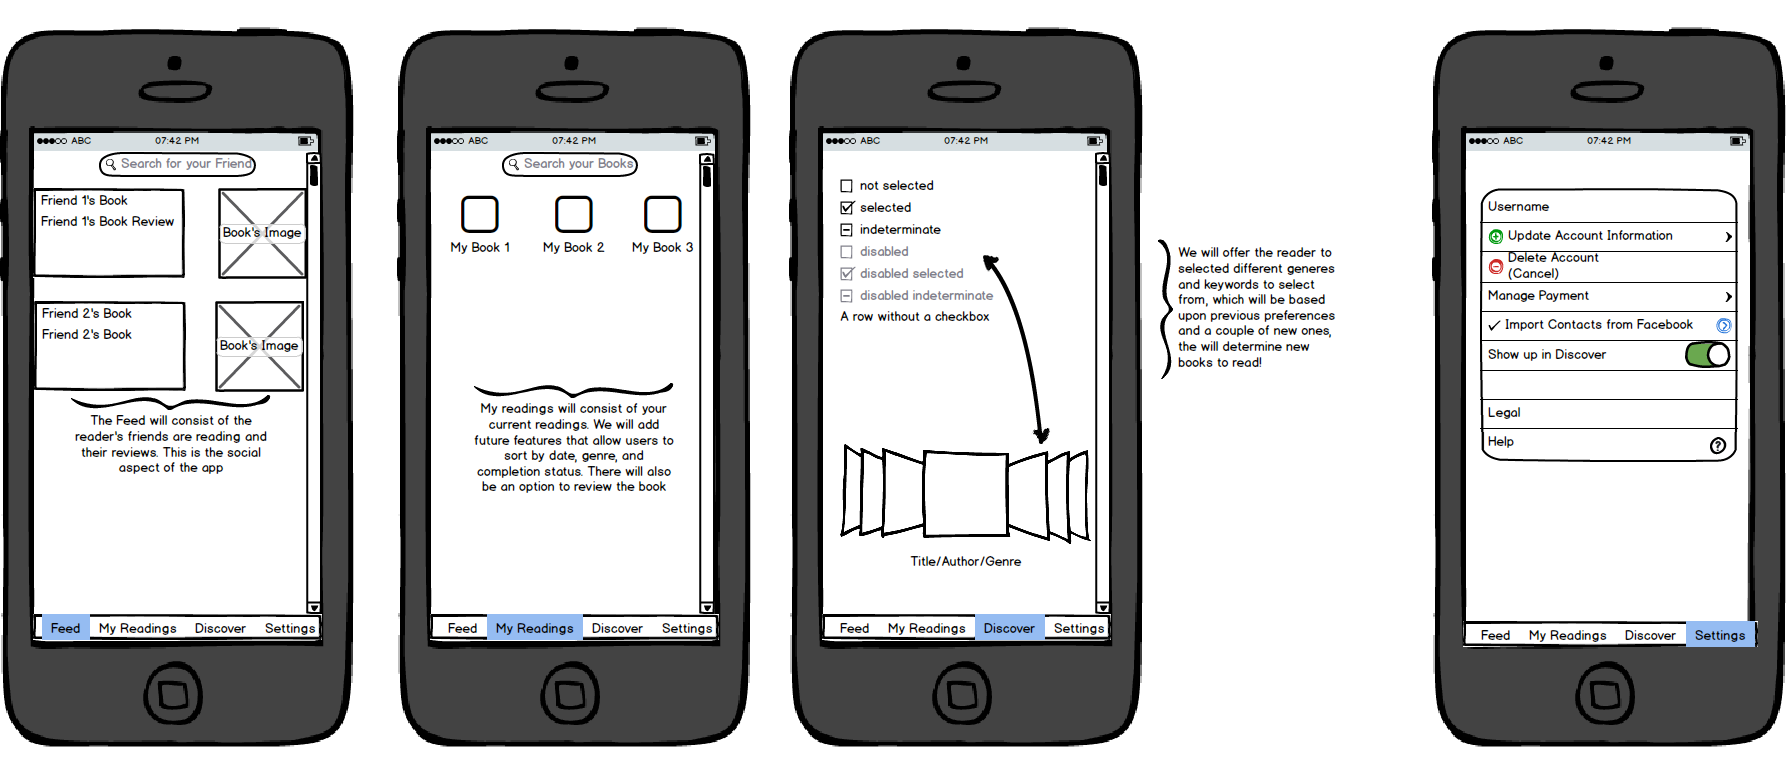 ABC 07:42 PM
Search for your Friend
Friend 1's Book
Friend 1's Book Review
Book's Image
Friend 2's Book
Friend 2's Book
Book's Image
The Feed will consist of the
reader's friends are reading and
their reviews. This is the social
aspect of the app
Feed My Readings Discover Settings
ABC 07:42 PM
Search your Books
My Book 1 My Book 2 My Book 3
My readings will consist of your
current readings. We will add
future features that allow users to
sort by date, genre, and
completion status. There will also
be an option to review the book
Feed My Readings Discover Settings
ABC 07:42 PM
not selected
selected
indeterminate
disabled
disabled selected
disabled indeterminate
A row without a checkbox
Title/Author/Genre
Feed My Readings Discover Settings
We will offer the reader to
selected different generes
and keywords to select
from, which will be based
upon previous preferences
and a couple of new ones,
the will determine new
books to read!
ABC 07:42 PM
Username
Update Account Information
Delete Account
(Cancel)
Manage Payment
Import Contacts from Facebook
Show up in Discover
Legal
Help ?
Feed My Readings Discover Settings